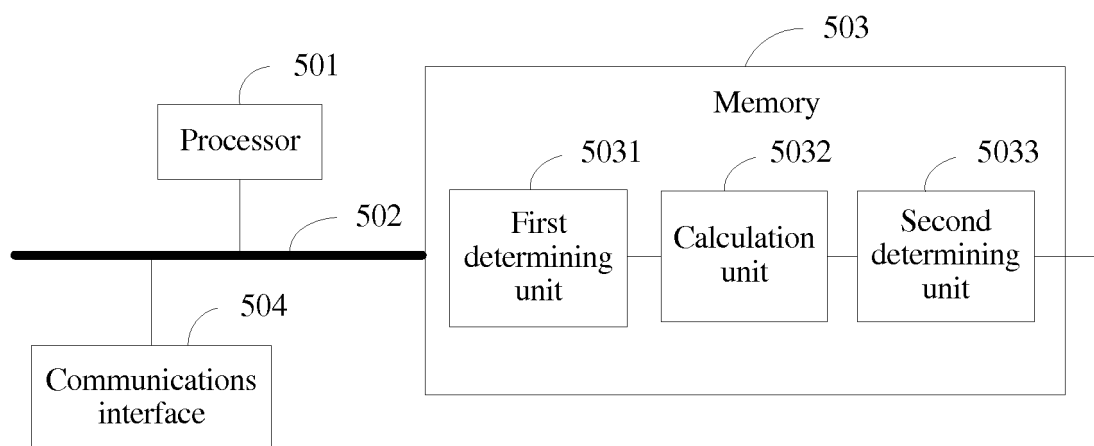 503
501
Memory
Processor
5031
5032
5033
First
determining
unit
Calculation
unit
Second
determining
unit
502
504
Communications
interface